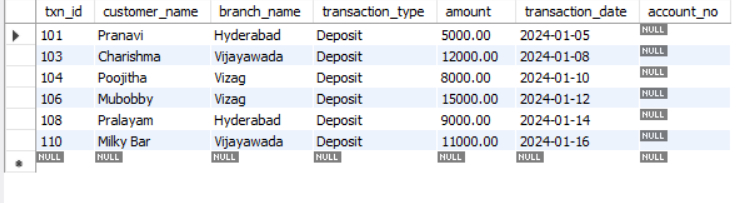 txn_id customer_name branch_name transaction_type amount transaction_date account_no
101 Pranavi Hyderabad Deposit 5000.00 2024-01-05 NULL
103 Charishma Vijayawada Deposit 12000.00 2024-01-08 NULL
104 Poojitha Vizag Deposit 8000.00 2024-01-10 NULL
106 Mubobby Vizag Deposit 15000.00 2024-01-12 NULL
108 Pralayam Hyderabad Deposit 9000.00 2024-01-14 NULL
110 Milky Bar Vijayawada Deposit 11000.00 2024-01-16 NULL
NULL NULL NULL NULL NULL NULL NULL